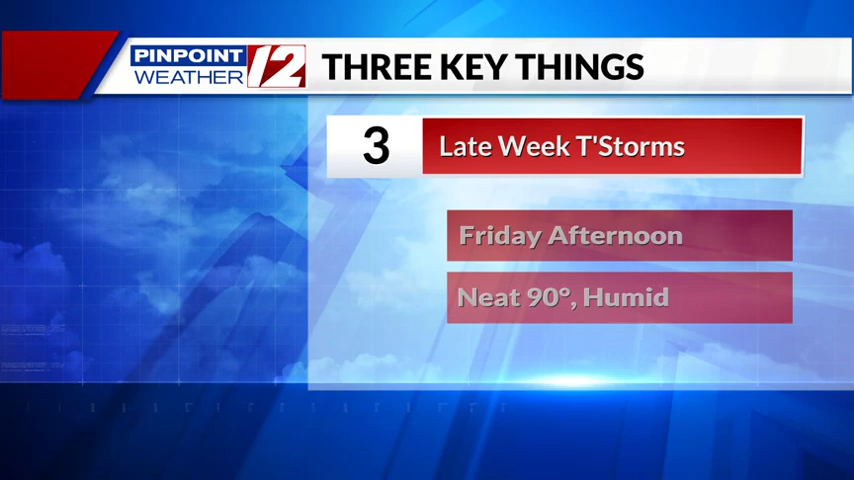 PINPOINT
WEATHER 12
THREE KEY THINGS
3
Late Week T'Storms
Friday Afternoon
Neat 90°, Humid